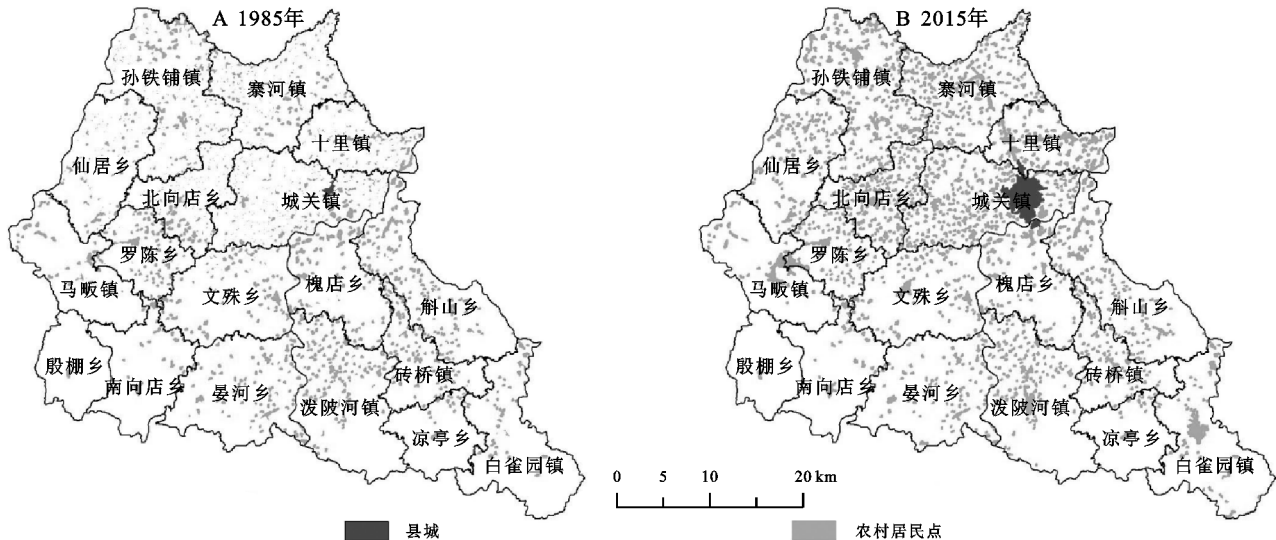 A 1985年
孙铁铺镇
寨河镇
十里镇
仙居乡
北向店乡
城关镇
罗陈乡
马畈镇
文殊乡
槐店乡
斛山乡
殷棚乡
南向店乡
晏河乡
泼陂河镇
砖桥镇
凉亭乡
白雀园镇
B 2015年
孙铁铺镇
寨河镇
十里镇
仙居乡
北向店乡
城关镇
罗陈乡
马畈镇
文殊乡
槐店乡
斛山乡
殷棚乡
南向店乡
晏河乡
泼陂河镇
砖桥镇
凉亭乡
白雀园镇
0 5 10 20 km
县城
农村居民点